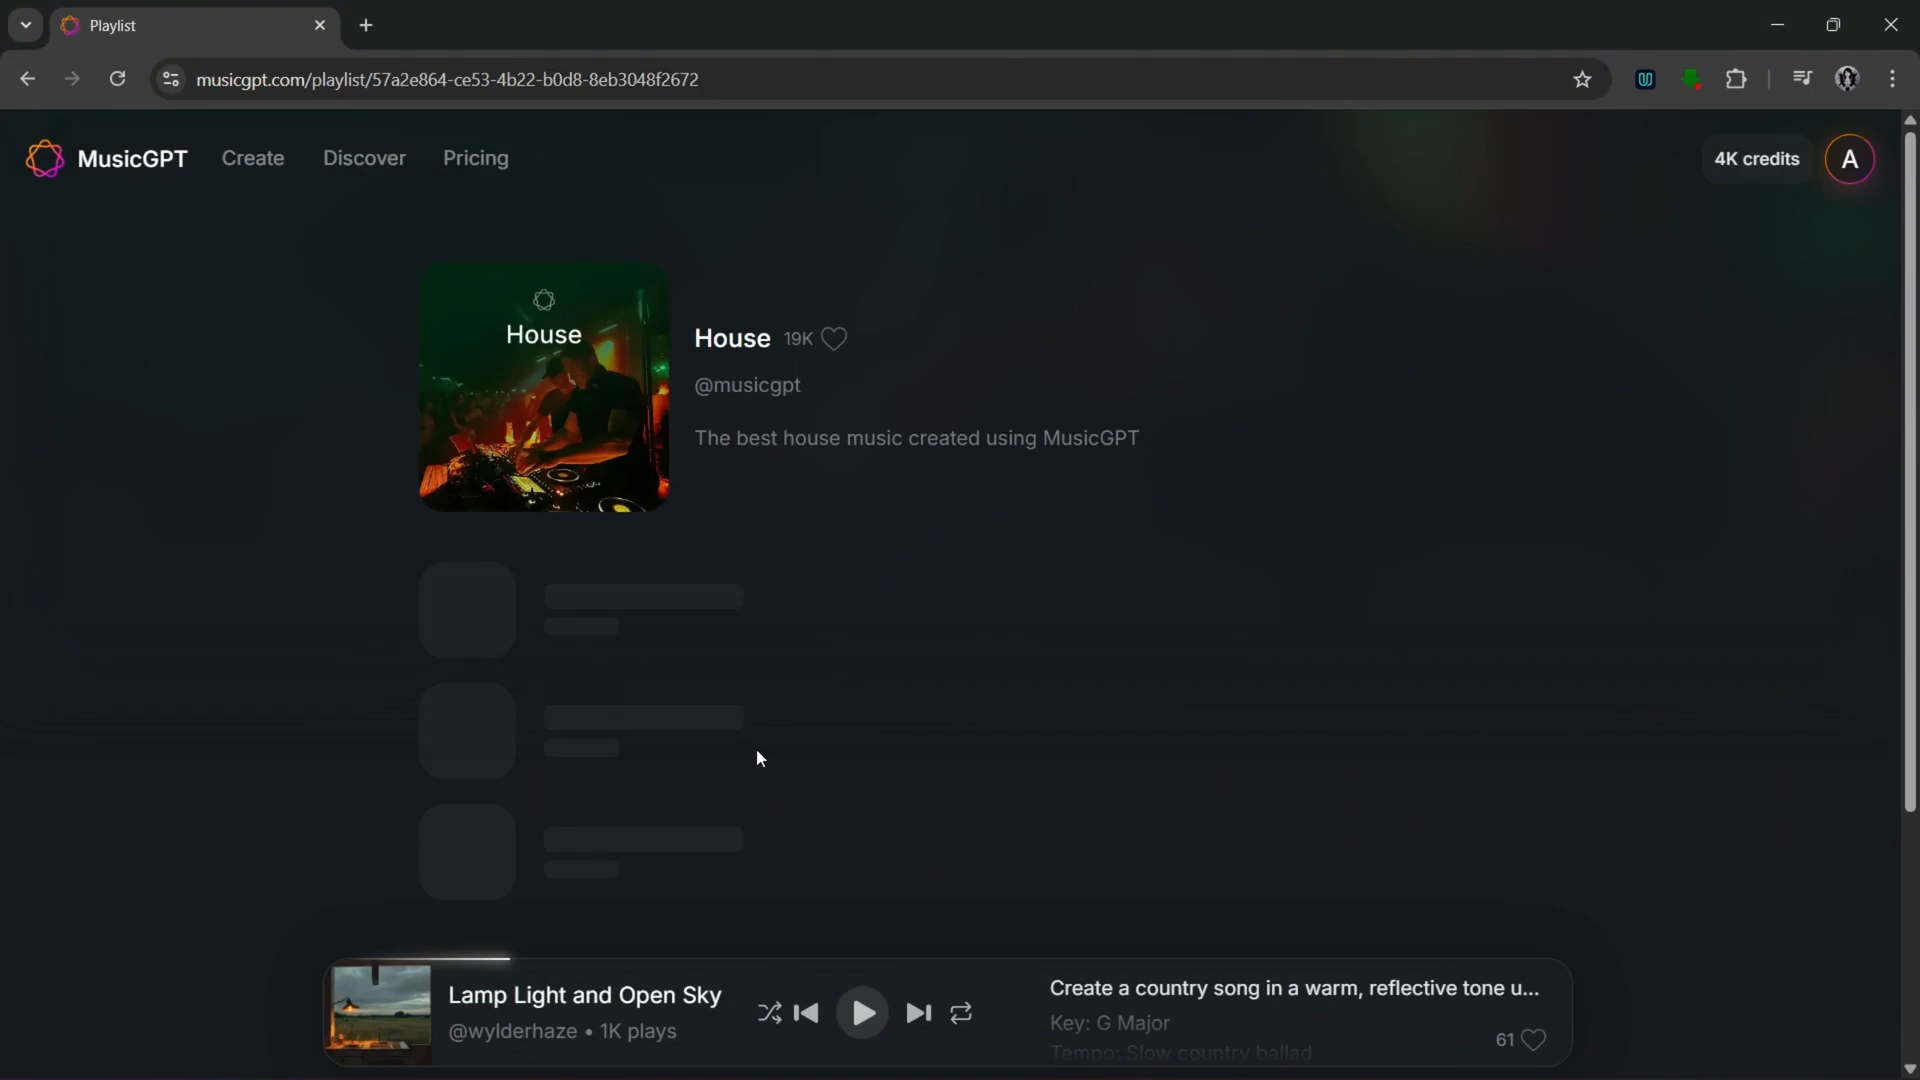 Playlist
musicgpt.com/playlist/57a2e864-ce53-4b22-b0d8-8eb3048f2672
MusicGPT
Create
Discover
Pricing
4K credits
A
House
House 19K
@musicgpt
The best house music created using MusicGPT
Lamp Light and Open Sky
@wylderhaze • 1K plays
Create a country song in a warm, reflective tone u...
Key: G Major
Tempo: Slow country ballad
61